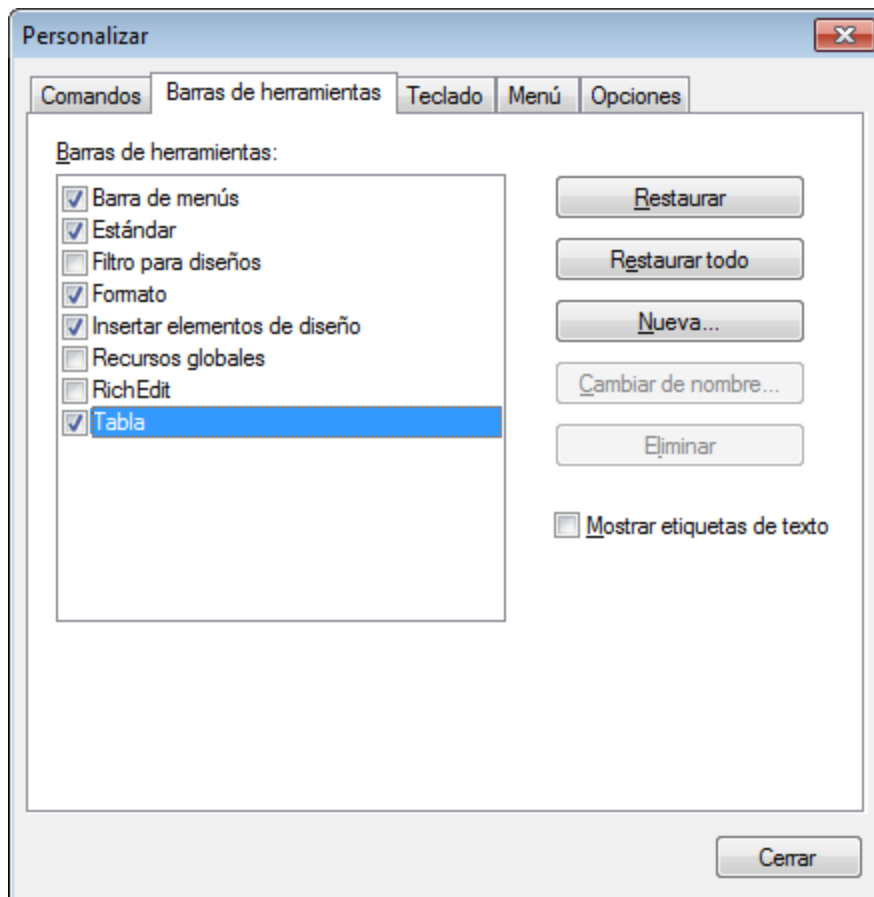 Personalizar
Comandos Barras de herramientas Teclado Menú Opciones
Barras de herramientas:
Barra de menús
Estándar
Filtro para diseños
Formato
Insertar elementos de diseño
Recursos globales
RichEdit
Tabla
Restaurar
Restaurar todo
Nueva...
Cambiar de nombre...
Eliminar
Mostrar etiquetas de texto
Cerrar